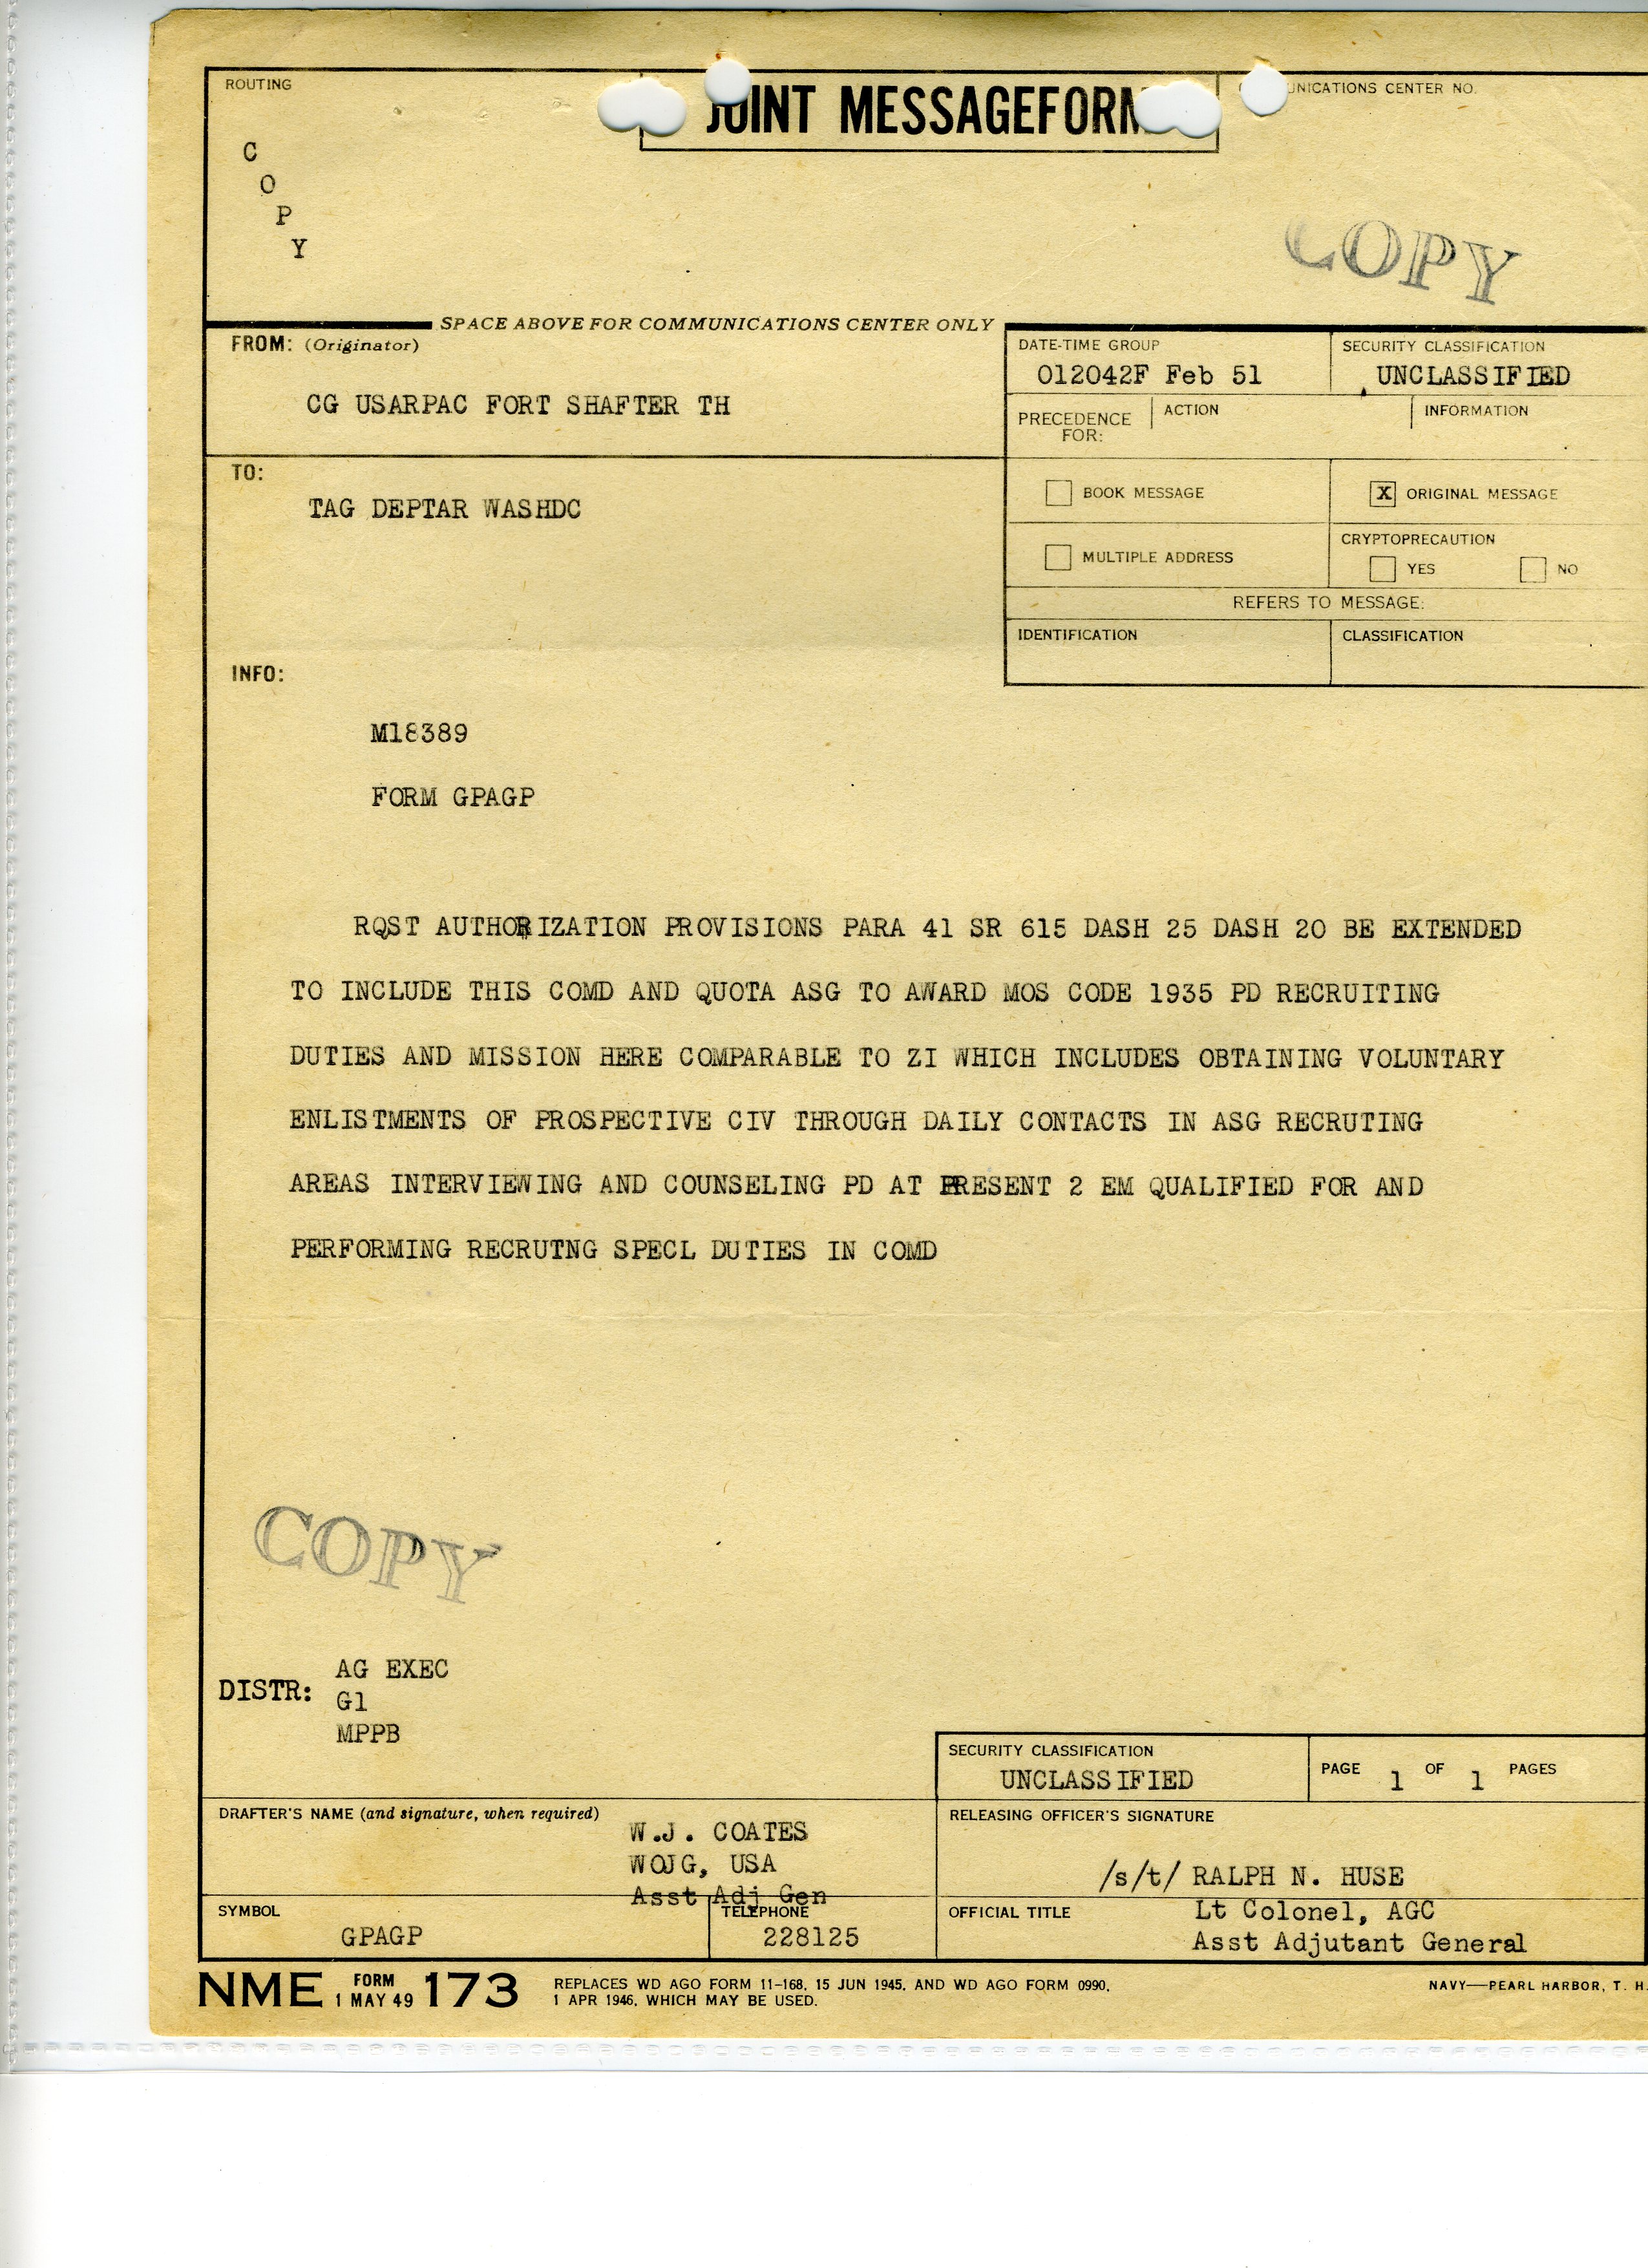 ROUTING
JOINT MESSAGEFORM
UNICATIONS CENTER NO.
C
O
P
Y
COPY
SPACE ABOVE FOR COMMUNICATIONS CENTER ONLY
FROM: (Originator)
CG USARPAC FORT SHAFTER TH
DATE-TIME GROUP
012042F Feb 51
SECURITY CLASSIFICATION
UNCLASSIFIED
PRECEDENCE FOR:
ACTION
INFORMATION
TO:
TAG DEPTAR WASHDC
BOOK MESSAGE
X ORIGINAL MESSAGE
MULTIPLE ADDRESS
CRYPTOPRECAUTION
YES NO
REFERS TO MESSAGE:
IDENTIFICATION
CLASSIFICATION
INFO:
M18389
FORM GPAGP
RQST AUTHORIZATION PROVISIONS PARA 41 SR 615 DASH 25 DASH 20 BE EXTENDED
TO INCLUDE THIS COMD AND QUOTA ASG TO AWARD MOS CODE 1935 PD RECRUITING
DUTIES AND MISSION HERE COMPARABLE TO ZI WHICH INCLUDES OBTAINING VOLUNTARY
ENLISTMENTS OF PROSPECTIVE CIV THROUGH DAILY CONTACTS IN ASG RECRUTING
AREAS INTERVIEWING AND COUNSELING PD AT PRESENT 2 EM QUALIFIED FOR AND
PERFORMING RECRUTNG SPECL DUTIES IN COMD
COPY
DISTR:
AG EXEC
G1
MPPB
SECURITY CLASSIFICATION
UNCLASSIFIED
PAGE 1 OF 1 PAGES
DRAFTER'S NAME (and signature, when required)
W.J. COATES
WOJG, USA
Asst Adj Gen
RELEASING OFFICER'S SIGNATURE
/s/t/ RALPH N. HUSE
SYMBOL
GPAGP
TELEPHONE
228125
OFFICIAL TITLE
Lt Colonel, AGC
Asst Adjutant General
NME FORM 1 MAY 49 173
REPLACES WD AGO FORM 11-168, 15 JUN 1945, AND WD AGO FORM 0990,
1 APR 1946, WHICH MAY BE USED.
NAVY—PEARL HARBOR, T. H.